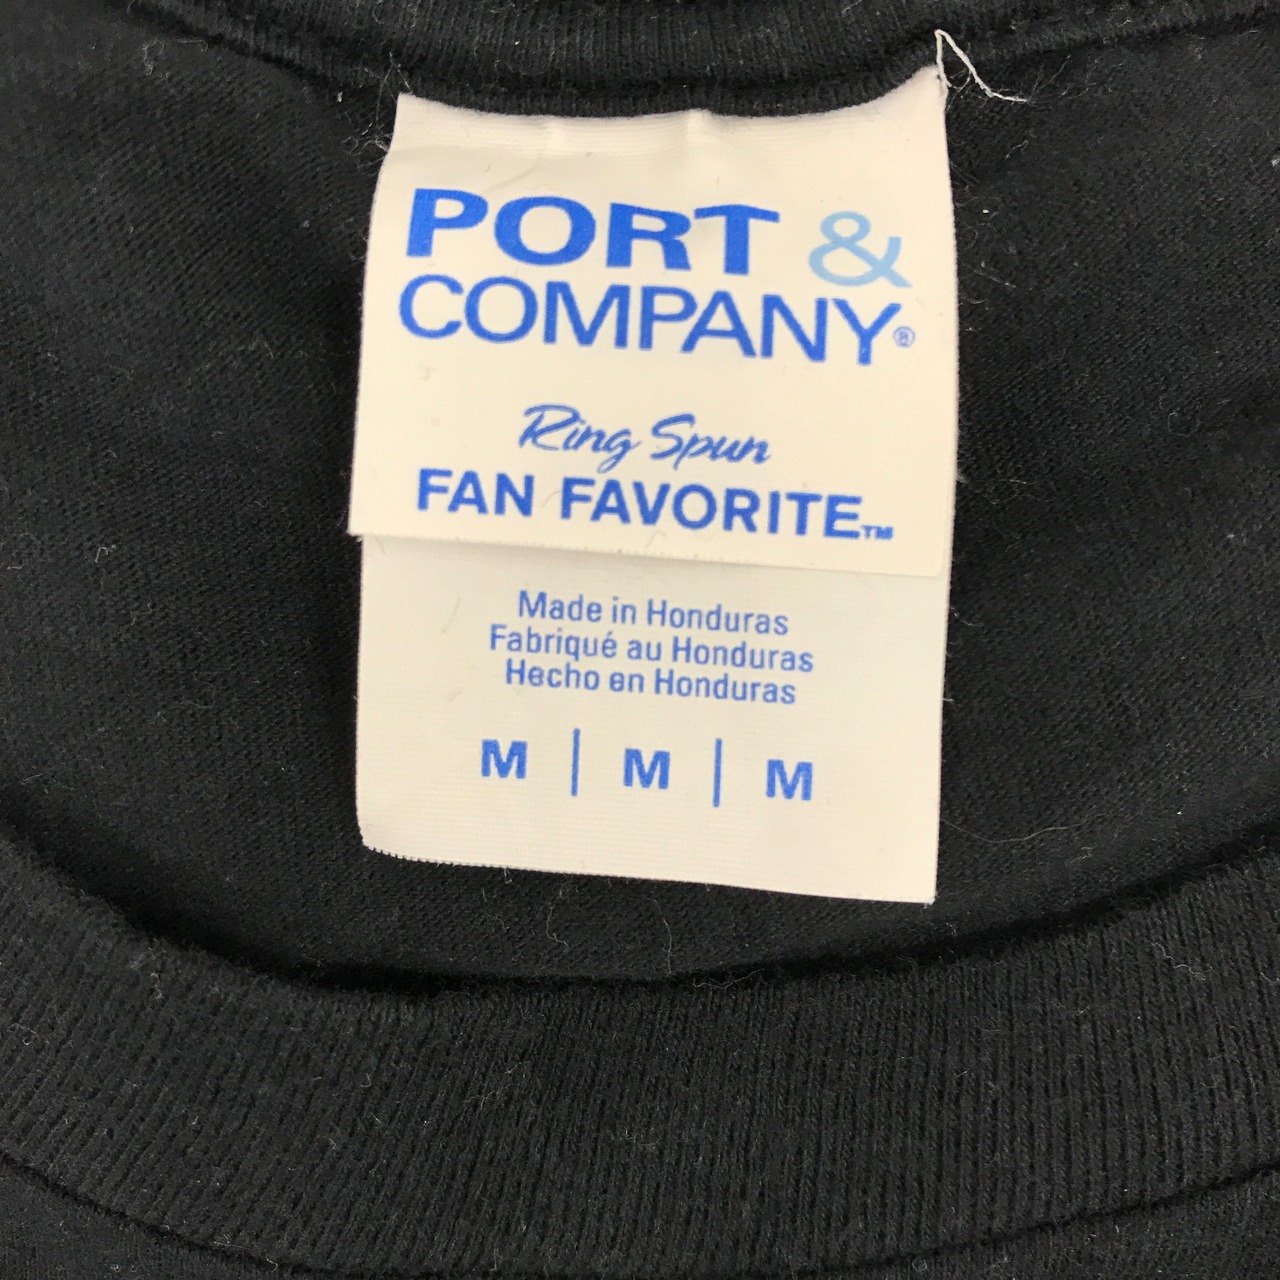 PORT &
COMPANY®
Ring Spun
FAN FAVORITE™
Made in Honduras
Fabriqué au Honduras
Hecho en Honduras
M | M | M